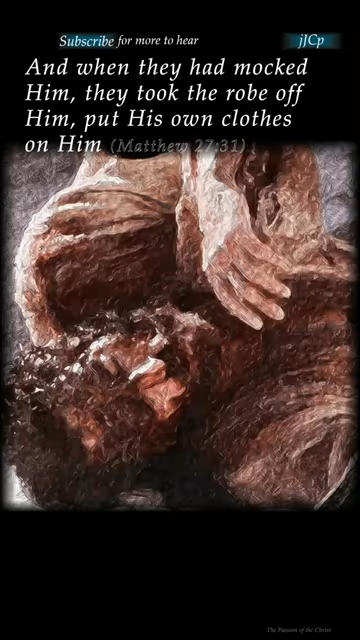 Subscribe for more to hear
jJCp
And when they had mocked
Him, they took the robe off
Him, put His own clothes
on Him (Matthew 27:31)
The Passion of the Christ